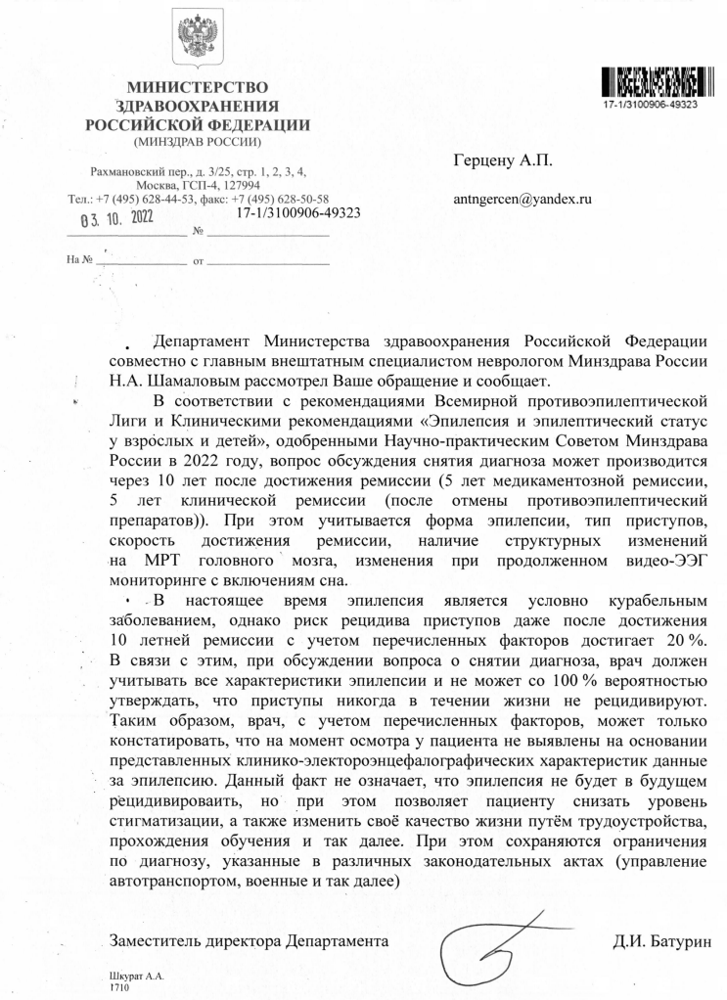 МИНИСТЕРСТВО
ЗДРАВООХРАНЕНИЯ
РОССИЙСКОЙ ФЕДЕРАЦИИ
(МИНЗДРАВ РОССИИ)
Рахмановский пер., д. 3/25, стр. 1, 2, 3, 4,
Москва, ГСП-4, 127994
Тел.: +7 (495) 628-44-53, факс: +7 (495) 628-50-58
03. 10. 2022 № 17-1/3100906-49323
На № ____________ от ____________
17-1/3100906-49323
Герцену А.П.
antngercen@yandex.ru
Департамент Министерства здравоохранения Российской Федерации
совместно с главным внештатным специалистом неврологом Минздрава России
Н.А. Шамаловым рассмотрел Ваше обращение и сообщает.
В соответствии с рекомендациями Всемирной противоэпилептической
Лиги и Клиническими рекомендациями «Эпилепсия и эпилептический статус
у взрослых и детей», одобренными Научно-практическим Советом Минздрава
России в 2022 году, вопрос обсуждения снятия диагноза может производится
через 10 лет после достижения ремиссии (5 лет медикаментозной ремиссии,
5 лет клинической ремиссии (после отмены противоэпилептический
препаратов)). При этом учитывается форма эпилепсии, тип приступов,
скорость достижения ремиссии, наличие структурных изменений
на МРТ головного мозга, изменения при продолженном видео-ЭЭГ
мониторинге с включениям сна.
В настоящее время эпилепсия является условно курабельным
заболеванием, однако риск рецидива приступов даже после достижения
10 летней ремиссии с учетом перечисленных факторов достигает 20 %.
В связи с этим, при обсуждении вопроса о снятии диагноза, врач должен
учитывать все характеристики эпилепсии и не может со 100 % вероятностью
утверждать, что приступы никогда в течении жизни не рецидивируют.
Таким образом, врач, с учетом перечисленных факторов, может только
констатировать, что на момент осмотра у пациента не выявлены на основании
представленных клинико-электороэнцефалографических характеристик данные
за эпилепсию. Данный факт не означает, что эпилепсия не будет в будущем
рецидивироваить, но при этом позволяет пациенту снизать уровень
стигматизации, а также изменить своё качество жизни путём трудоустройства,
прохождения обучения и так далее. При этом сохраняются ограничения
по диагнозу, указанные в различных законодательных актах (управление
автотранспортом, военные и так далее)
Заместитель директора Департамента Д.И. Батурин
Шкурат А.А.
1710